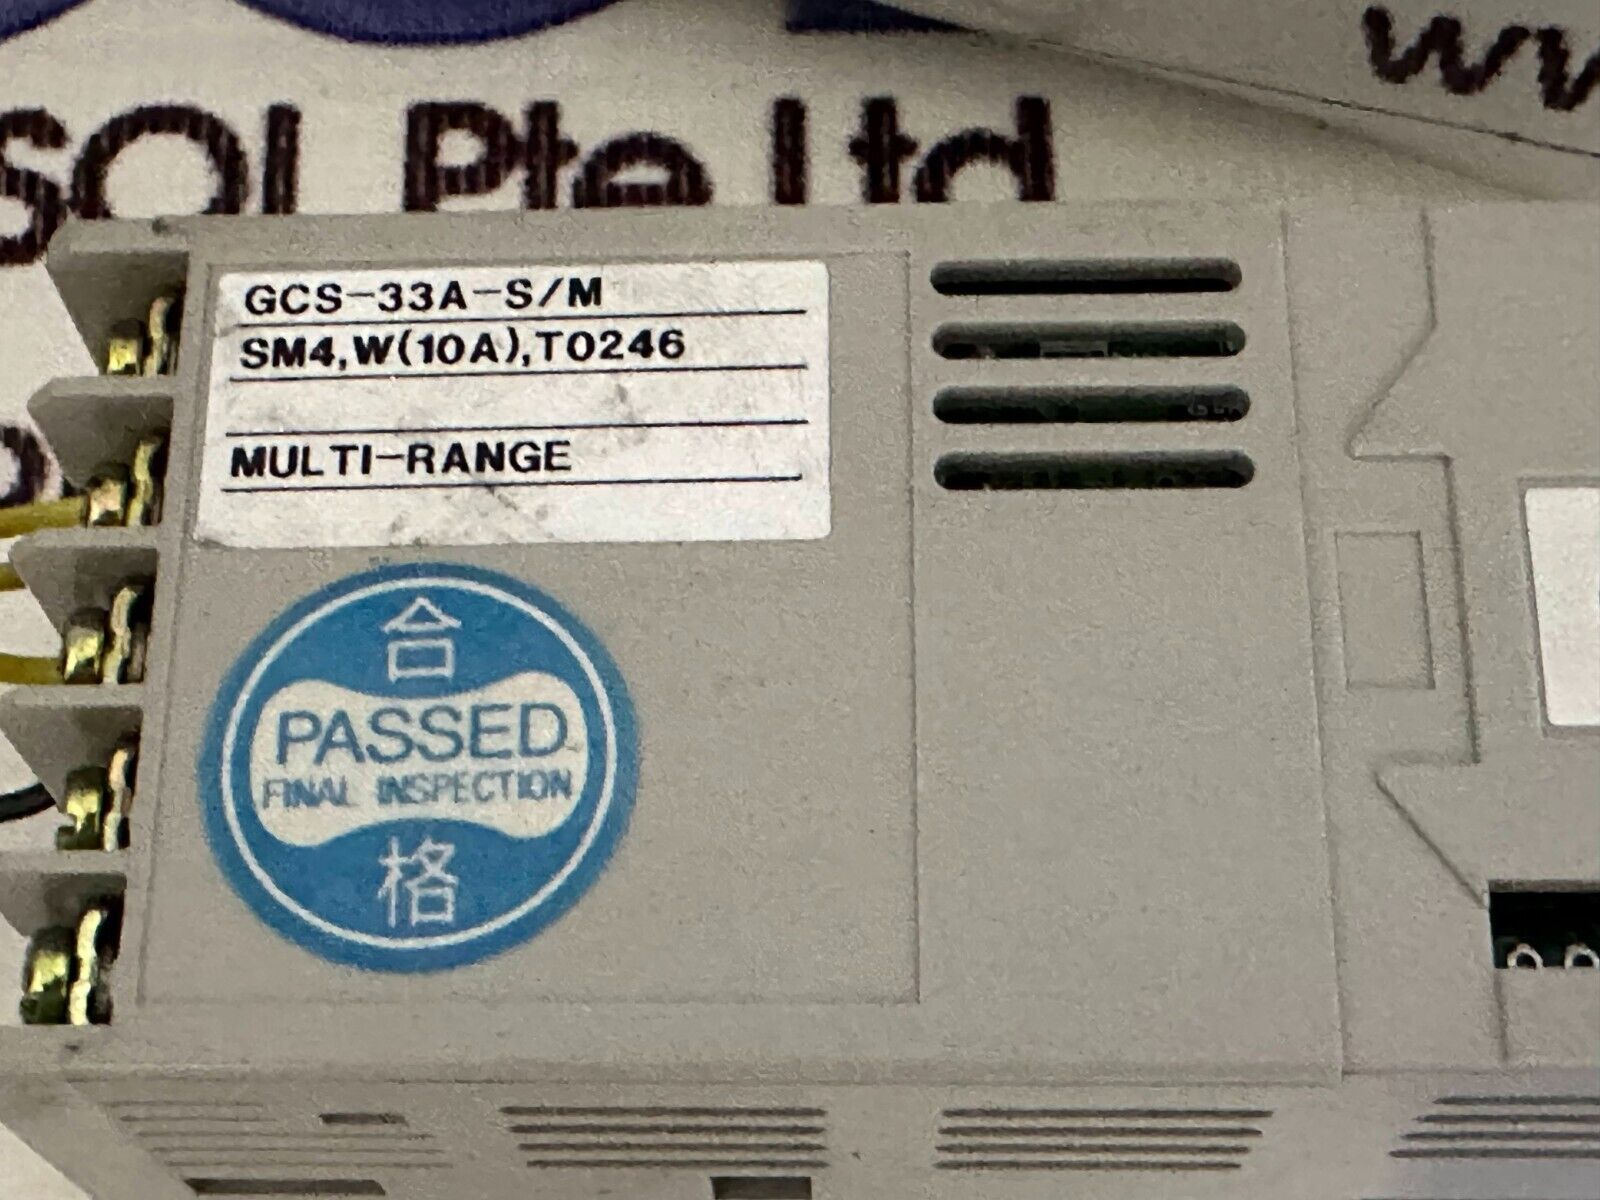 SOL Pte Ltd
GCS-33A-S/M
SM4,W(10A),T0246
MULTI-RANGE
合
PASSED
FINAL INSPECTION
格